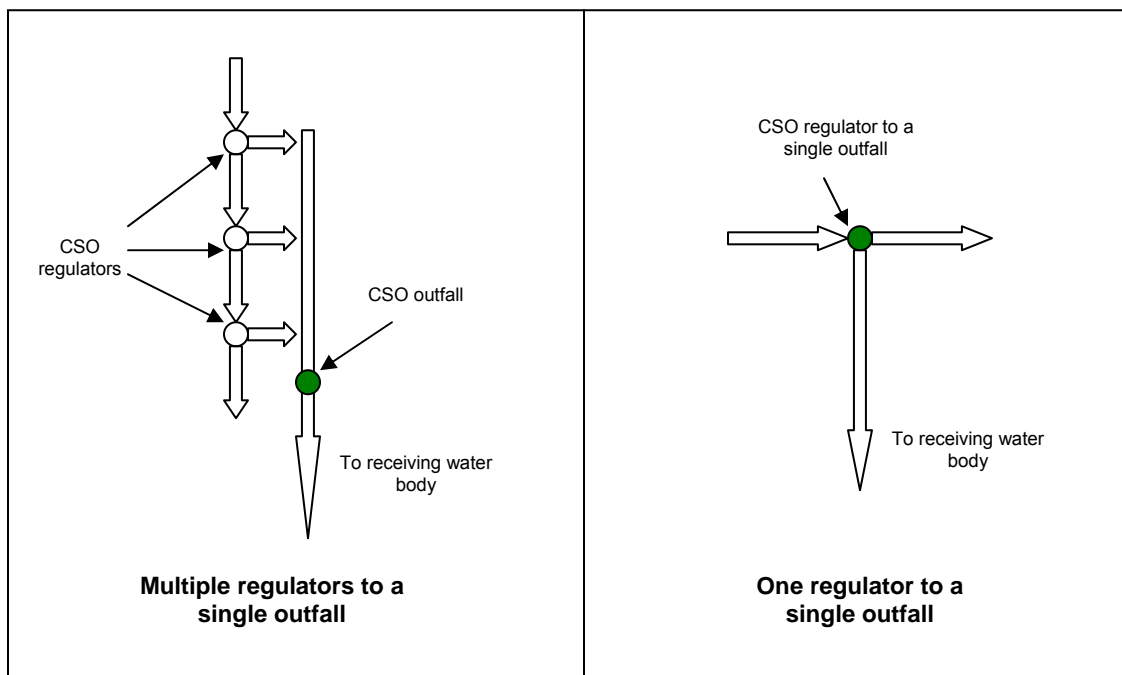 CSO
regulators
CSO outfall
To receiving water
body
Multiple regulators to a
single outfall
CSO regulator to a
single outfall
To receiving water
body
One regulator to a
single outfall